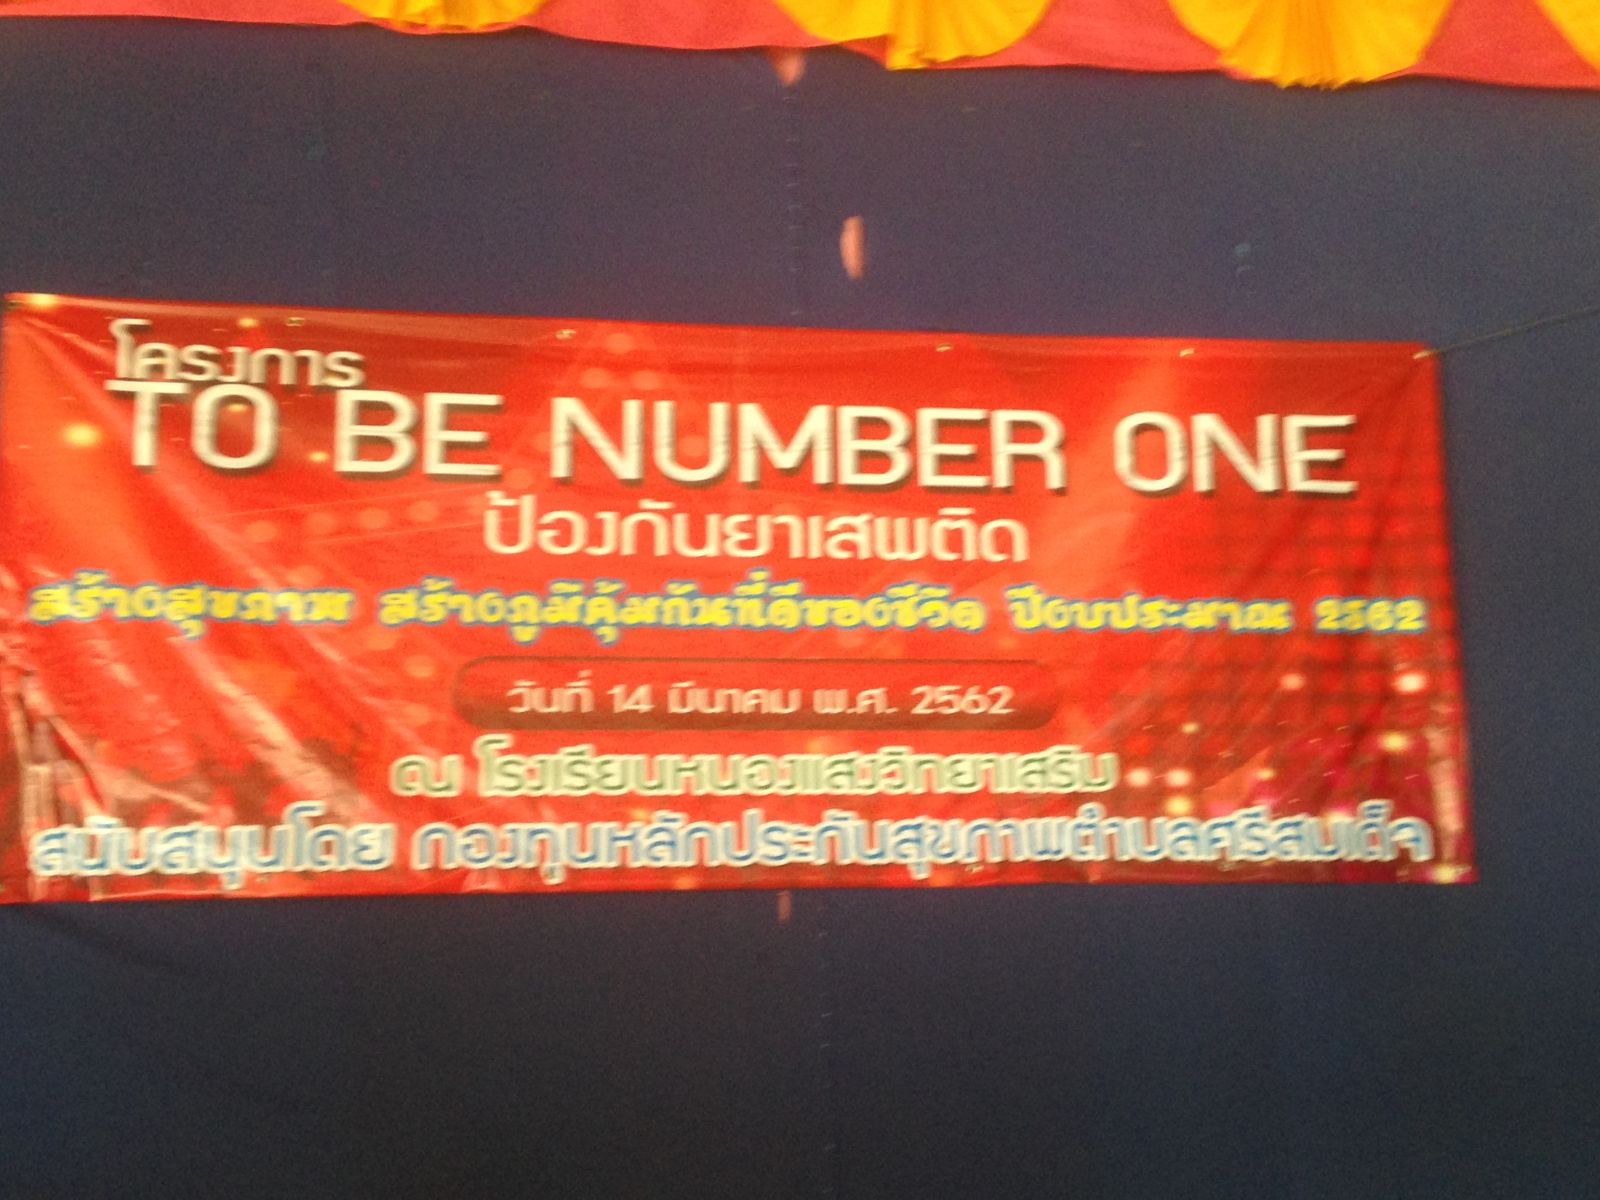 โครงการ
TO BE NUMBER ONE
ป้องกันยาเสพติด
สร้างสุขภาพ สร้างภูมิคุ้มกันที่ดีของชีวิต ปีงบประมาณ 2562
วันที่ 14 มีนาคม พ.ศ. 2562
ณ โรงเรียนหนองแสงวิทยาเสริม
สนับสนุนโดย กองทุนหลักประกันสุขภาพตำบลศรีสมเด็จ